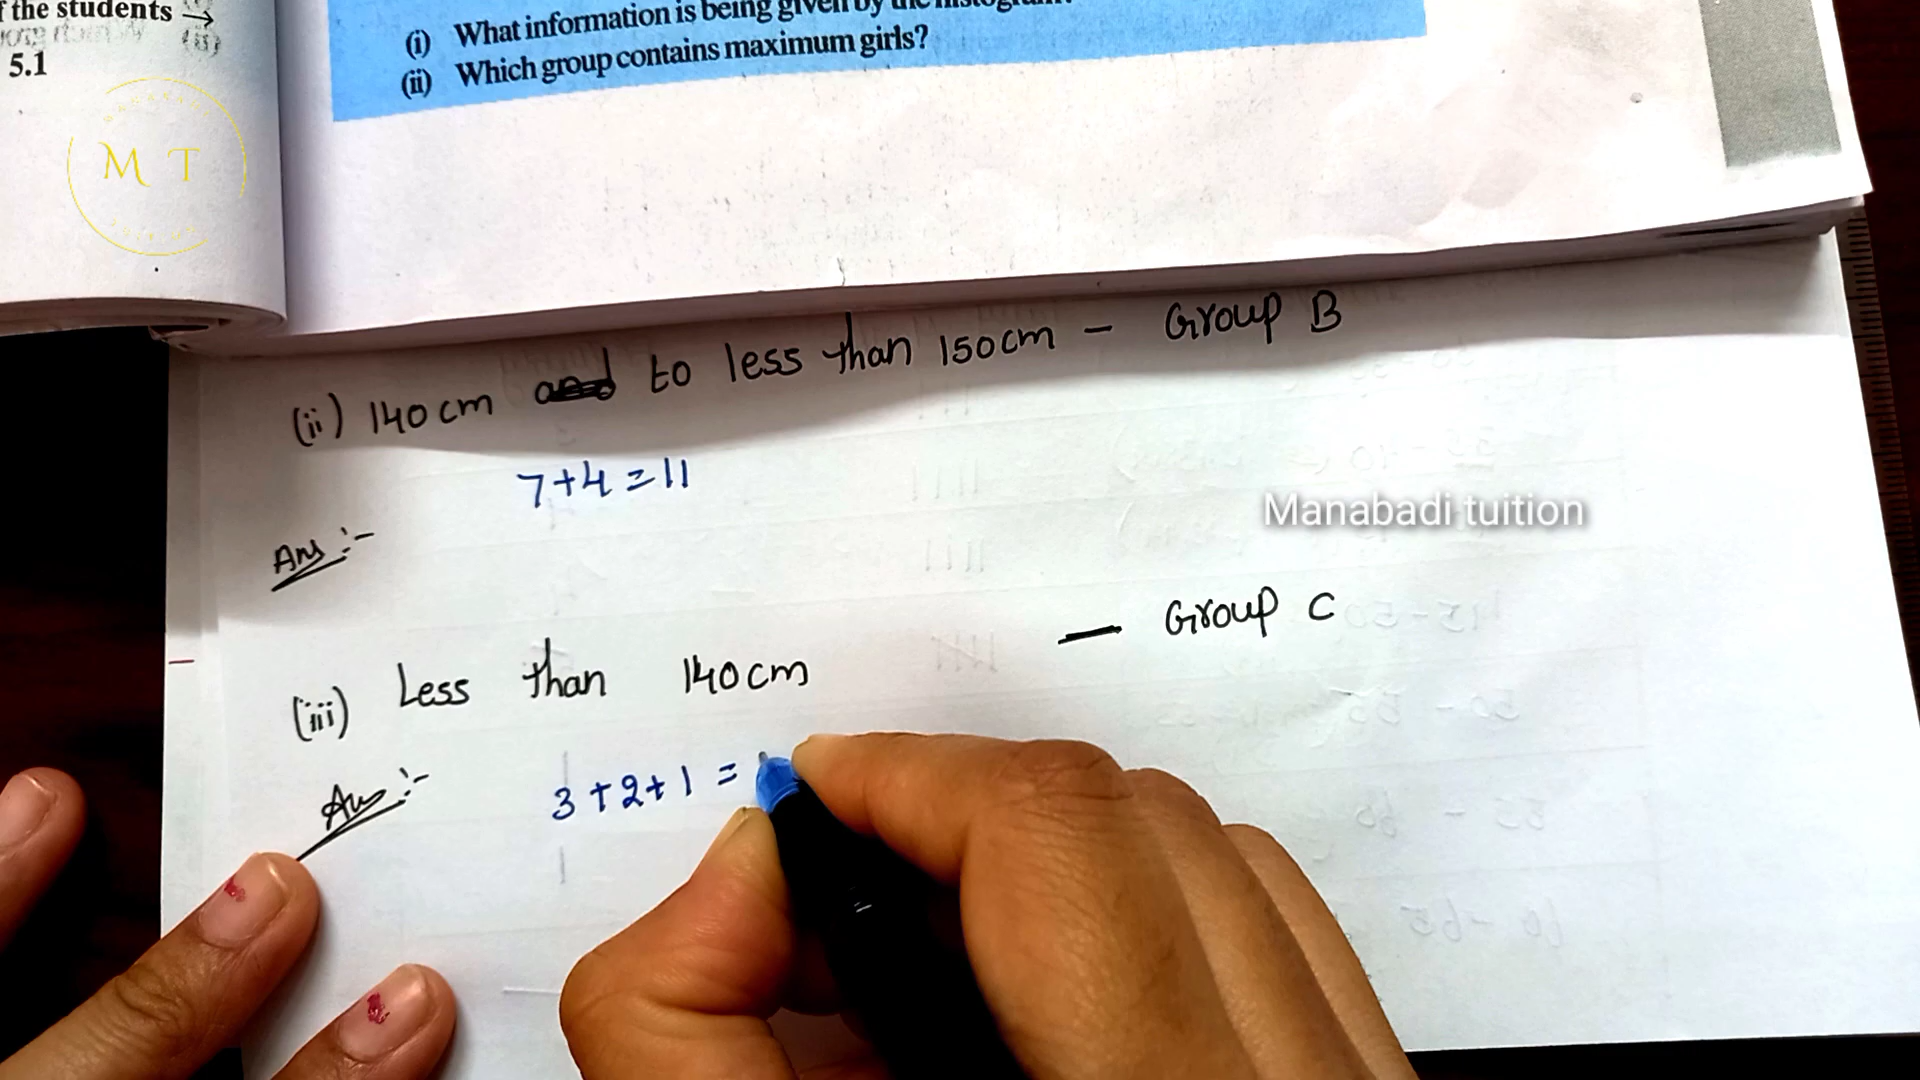 the students →
5.1
(i) What information is being given by the histogram?
(ii) Which group contains maximum girls?
M T
(ii) 140 cm and to less than 150cm - Group B
7+4=11
Manabadi tuition
Ans :-
(iii) Less than 140cm — Group C
Ans :- 3+2+1 =